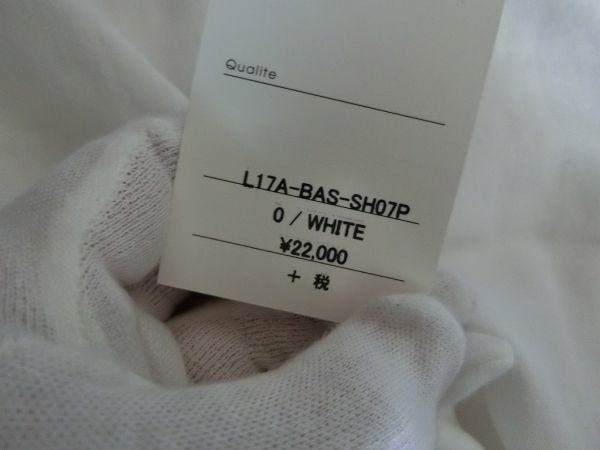 Qualite
L17A-BAS-SH07P
0 / WHITE
¥22,000
+ 税